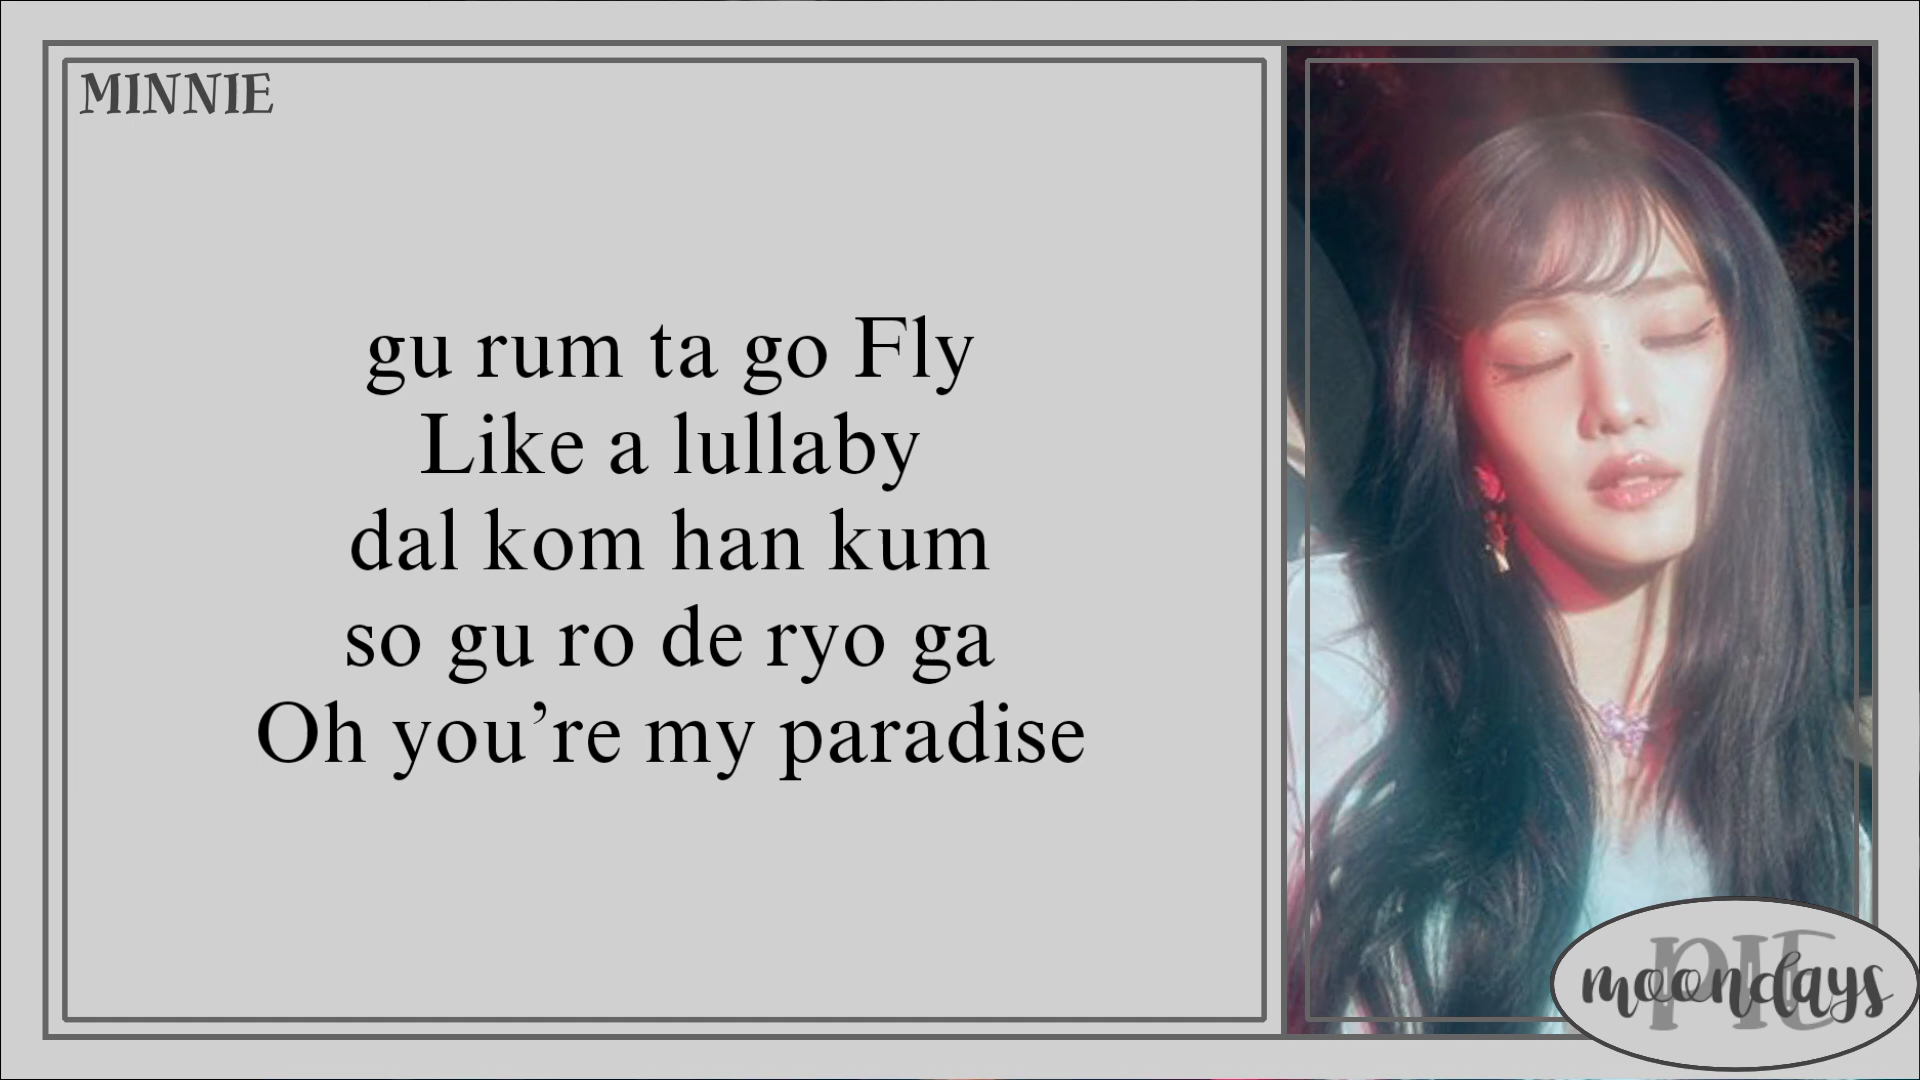 MINNIE
gu rum ta go Fly
Like a lullaby
dal kom han kum
so gu ro de ryo ga
Oh you’re my paradise
moondays